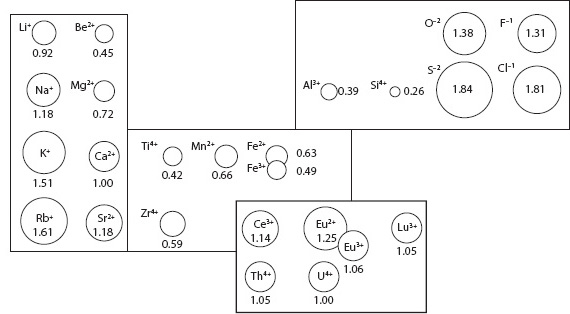 Li⁺ Be²⁺
0.92 0.45
Na⁺ Mg²⁺
1.18 0.72
K⁺ Ca²⁺
1.51 1.00
Rb⁺ Sr²⁺
1.61 1.18
O⁻² F⁻¹
1.38 1.31
Al³⁺ 0.39 Si⁴⁺ 0.26 S⁻² Cl⁻¹
1.84 1.81
Ti⁴⁺ Mn²⁺ Fe²⁺ 0.63
Fe³⁺ 0.49
0.42 0.66
Zr⁴⁺
0.59
Ce³⁺ Eu²⁺ Lu³⁺
1.14 1.25 1.05
Eu³⁺
1.06
Th⁴⁺ U⁴⁺
1.05 1.00